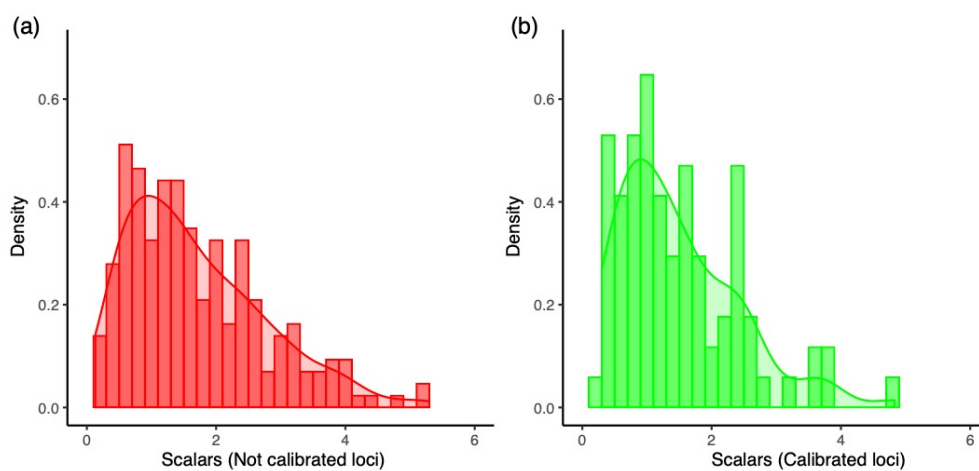 (a)
Density
0.6
0.4
0.2
0.0
0 2 4 6
Scalars (Not calibrated loci)
(b)
Density
0.6
0.4
0.2
0.0
0 2 4 6
Scalars (Calibrated loci)